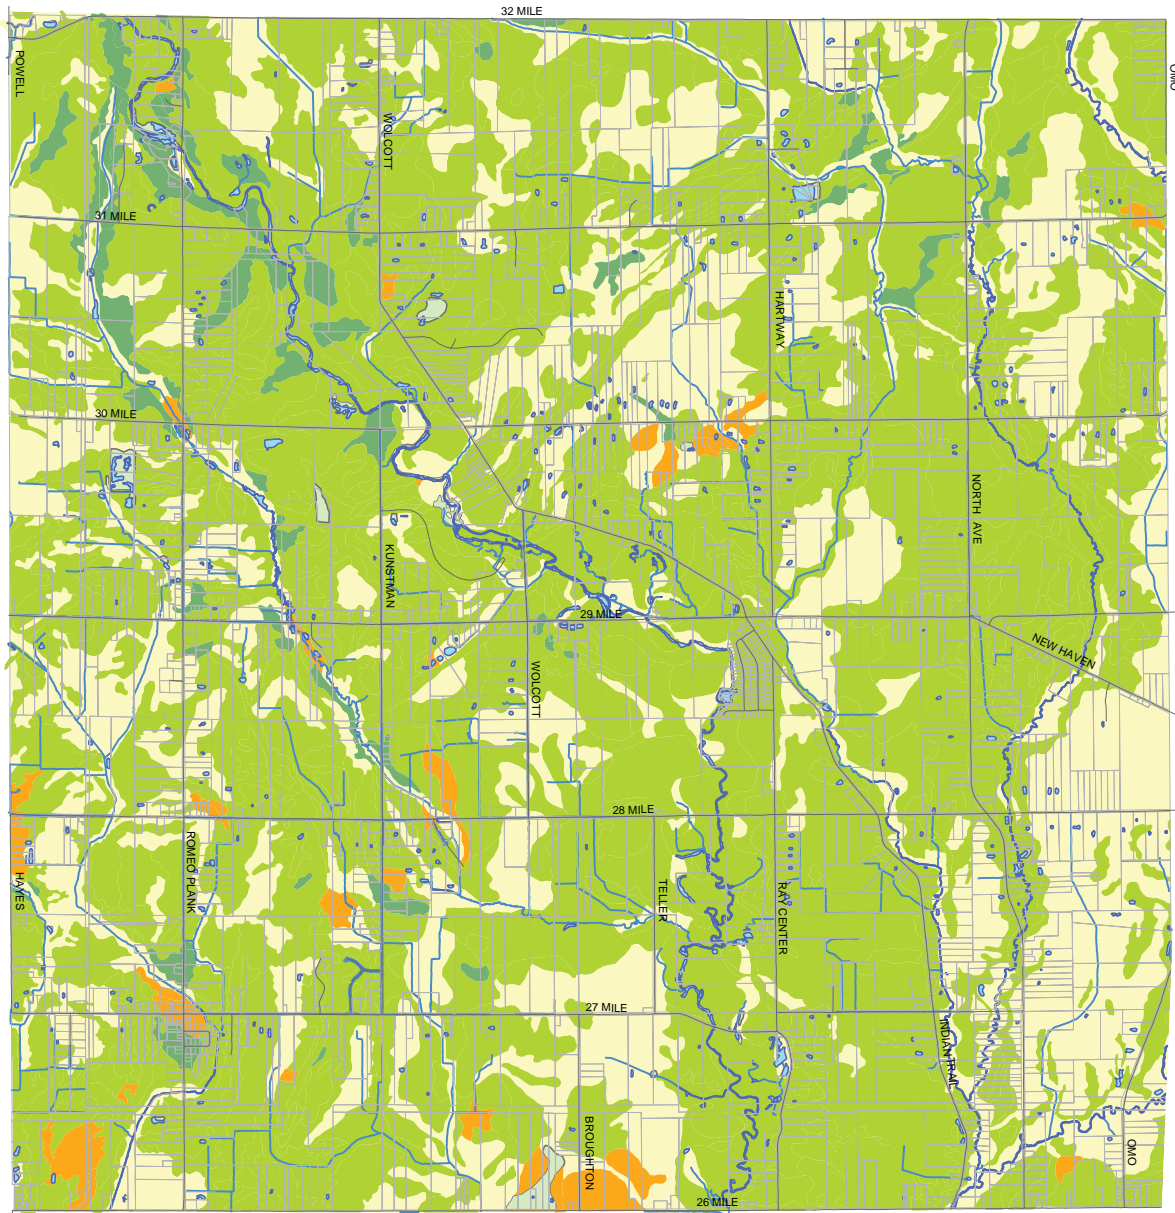 32 MILE
POWELL
OMO
WOLCOTT
31 MILE
HARTWAY
30 MILE
NORTH AVE
KUNSTMAN
29 MILE
NEW HAVEN
WOLCOTT
28 MILE
ROMEO PLANK
HAYES
TELLER
RAY CENTER
27 MILE
INDIAN TRAIL
BROUGHTON
OMO
26 MILE